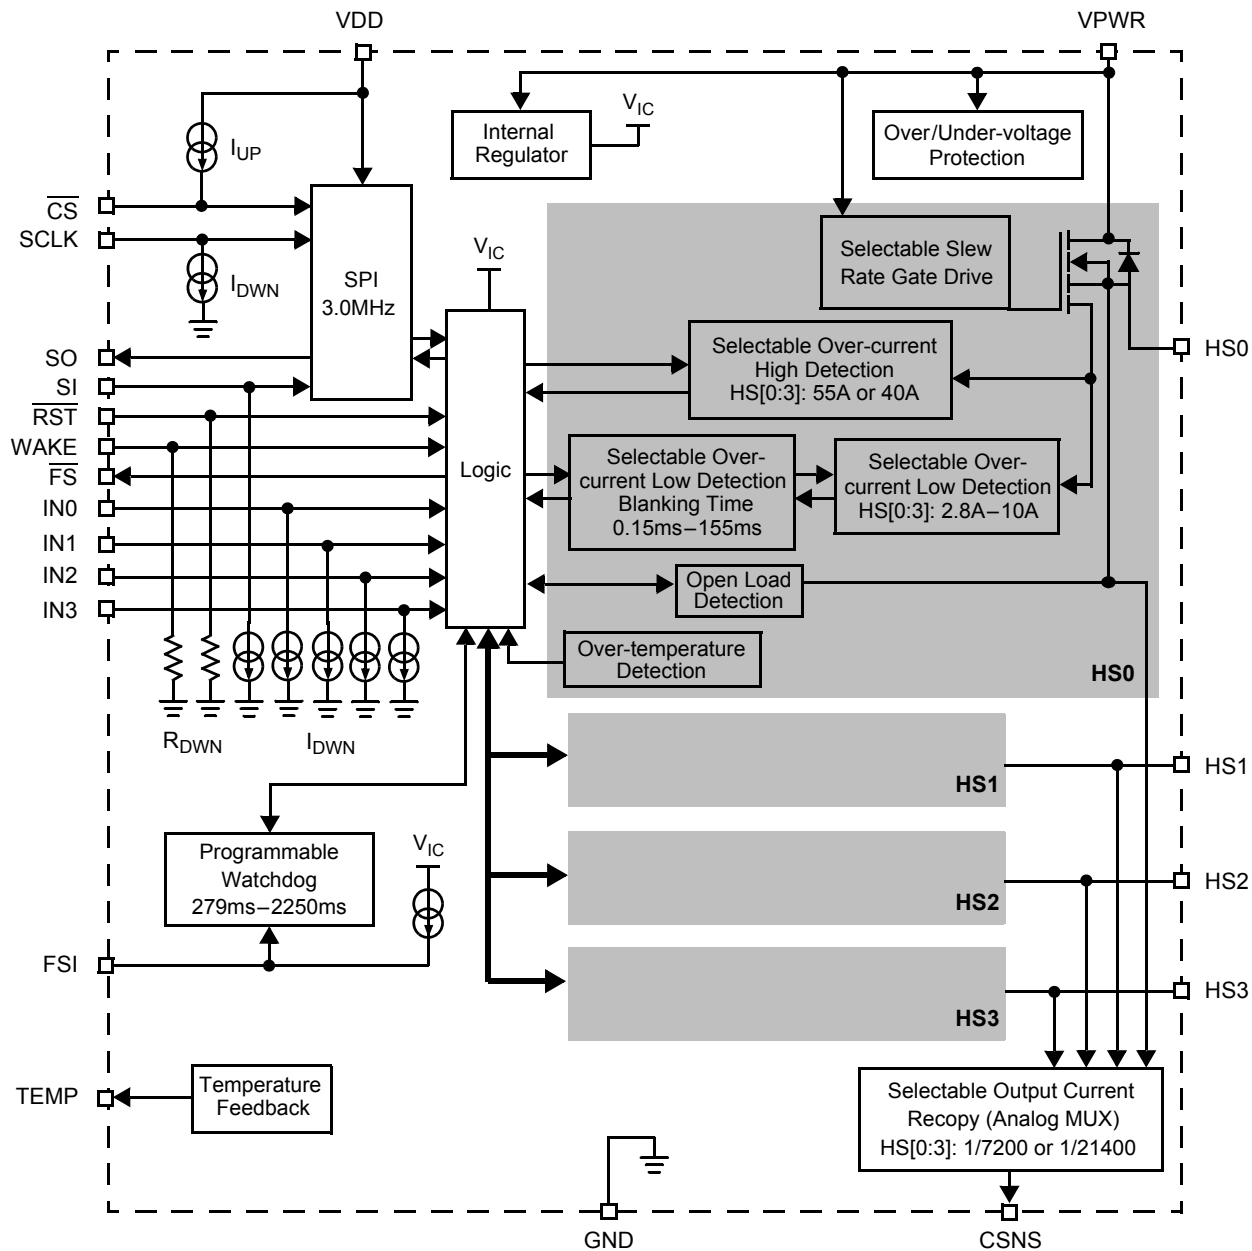 VDD
VPWR
Internal
Regulator
VIC
Over/Under-voltage
Protection
IUP
CS
SCLK
IDWN
SPI
3.0MHz
VIC
Selectable Slew
Rate Gate Drive
SO
SI
RST
WAKE
FS
IN0
IN1
IN2
IN3
Logic
Selectable Over-current
High Detection
HS[0:3]: 55A or 40A
HS0
Selectable Over-
current Low Detection
Blanking Time
0.15ms–155ms
Selectable Over-
current Low Detection
HS[0:3]: 2.8A–10A
Open Load
Detection
Over-temperature
Detection
HS0
RDWN
IDWN
HS1
HS1
Programmable
Watchdog
279ms–2250ms
VIC
HS2
HS2
FSI
HS3
HS3
TEMP
Temperature
Feedback
Selectable Output Current
Recopy (Analog MUX)
HS[0:3]: 1/7200 or 1/21400
GND
CSNS